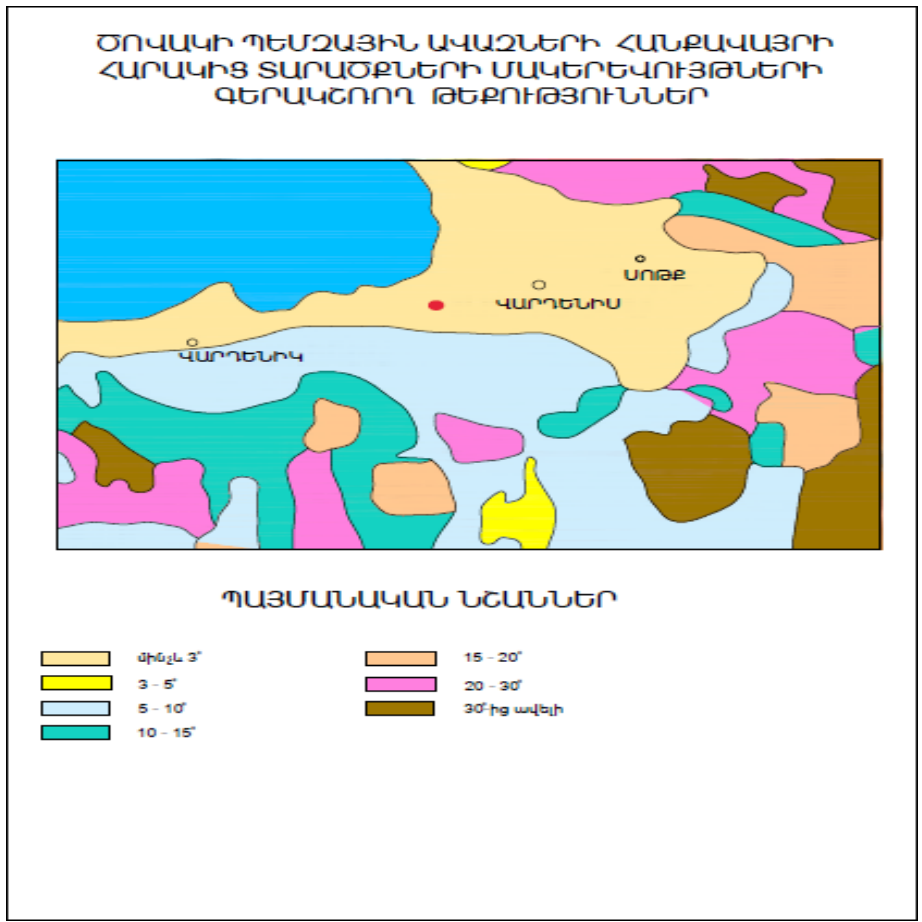 ԾՈՎԱԿԻ ՊԵՄԶԱՅԻՆ ԱՎԱԶՆԵՐԻ ՀԱՆՔԱՎԱՅՐԻ
ՀԱՐԱԿԻՑ ՏԱՐԱԾՔՆԵՐԻ ՄԱԿԵՐԵՎՈՒՅԹՆԵՐԻ
ԳԵՐԱԿՇՌՈՂ ԹԵՔՈՒԹՅՈՒՆՆԵՐ
ՍՈԹՔ
ՎԱՐԴԵՆԻՍ
ՎԱՐԴԵՆԻԿ
ՊԱՅՄԱՆԱԿԱՆ ՆՇԱՆՆԵՐ
մինչև 3°
3 - 5°
5 - 10°
10 - 15°
15 - 20°
20 - 30°
30°-ից ավելի